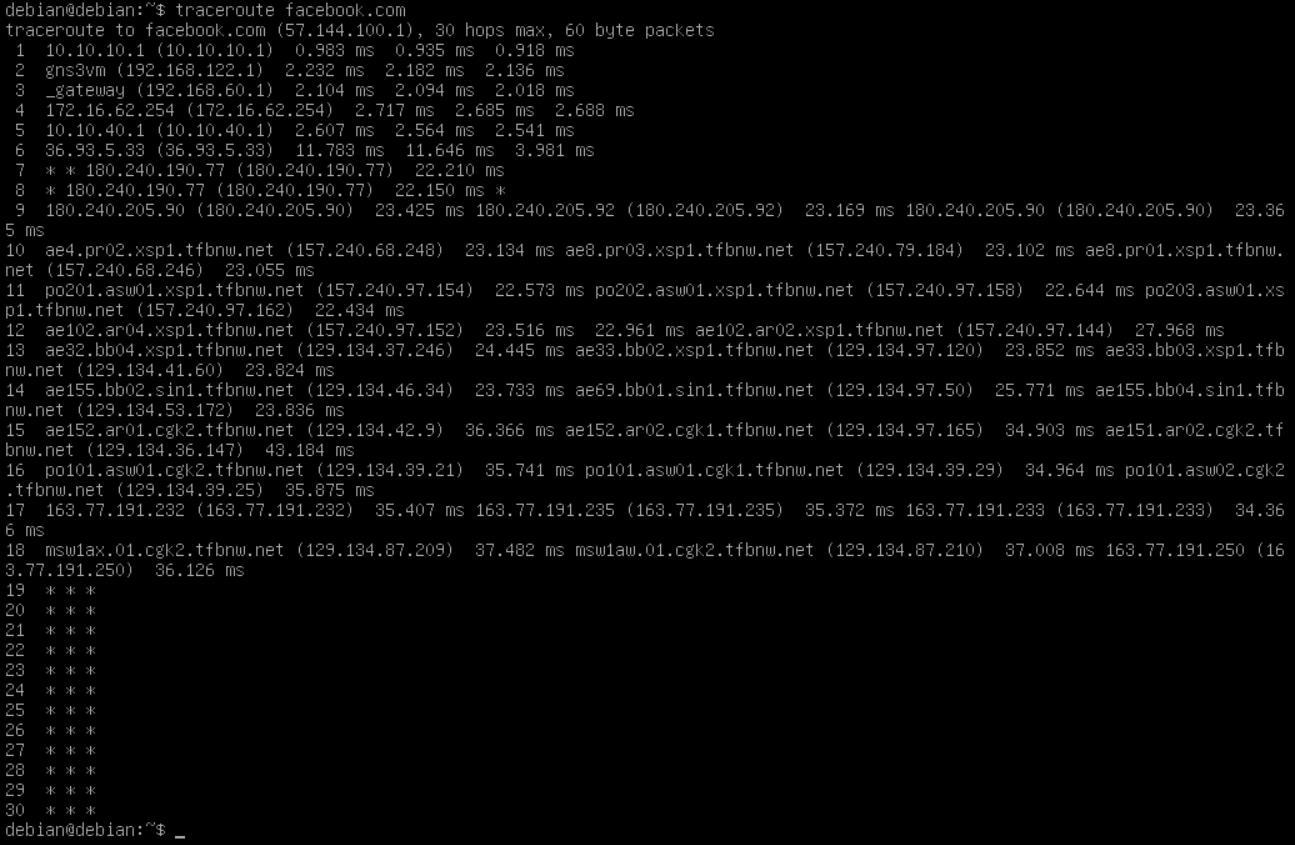 debian@debian:~$ traceroute facebook.com
traceroute to facebook.com (57.144.100.1), 30 hops max, 60 byte packets
 1  10.10.10.1 (10.10.10.1)  0.983 ms  0.935 ms  0.918 ms
 2  gns3vm (192.168.122.1)  2.232 ms  2.182 ms  2.136 ms
 3  _gateway (192.168.60.1)  2.104 ms  2.094 ms  2.018 ms
 4  172.16.62.254 (172.16.62.254)  2.717 ms  2.685 ms  2.688 ms
 5  10.10.40.1 (10.10.40.1)  2.607 ms  2.564 ms  2.541 ms
 6  36.93.5.33 (36.93.5.33)  11.783 ms  11.646 ms  3.981 ms
 7  * * 180.240.190.77 (180.240.190.77)  22.210 ms
 8  * 180.240.190.77 (180.240.190.77)  22.150 ms *
 9  180.240.205.90 (180.240.205.90)  23.425 ms 180.240.205.92 (180.240.205.92)  23.169 ms 180.240.205.90 (180.240.205.90)  23.36
5 ms
10  ae4.pr02.xsp1.tfbnw.net (157.240.68.248)  23.134 ms ae8.pr03.xsp1.tfbnw.net (157.240.79.184)  23.102 ms ae8.pr01.xsp1.tfbnw.
net (157.240.68.246)  23.055 ms
11  po201.asw01.xsp1.tfbnw.net (157.240.97.154)  22.573 ms po202.asw01.xsp1.tfbnw.net (157.240.97.158)  22.644 ms po203.asw01.xs
p1.tfbnw.net (157.240.97.162)  22.434 ms
12  ae102.ar04.xsp1.tfbnw.net (157.240.97.152)  23.516 ms  22.961 ms ae102.ar02.xsp1.tfbnw.net (157.240.97.144)  27.968 ms
13  ae32.bb04.xsp1.tfbnw.net (129.134.37.246)  24.445 ms ae33.bb02.xsp1.tfbnw.net (129.134.97.120)  23.852 ms ae33.bb03.xsp1.tfb
nw.net (129.134.41.60)  23.824 ms
14  ae155.bb02.sin1.tfbnw.net (129.134.46.34)  23.733 ms ae69.bb01.sin1.tfbnw.net (129.134.97.50)  25.771 ms ae155.bb04.sin1.tfb
nw.net (129.134.53.172)  23.836 ms
15  ae152.ar01.cgk2.tfbnw.net (129.134.42.9)  36.366 ms ae152.ar02.cgk1.tfbnw.net (129.134.97.165)  34.903 ms ae151.ar02.cgk2.tf
bnw.net (129.134.36.147)  43.184 ms
16  po101.asw01.cgk2.tfbnw.net (129.134.39.21)  35.741 ms po101.asw01.cgk1.tfbnw.net (129.134.39.29)  34.964 ms po101.asw02.cgk2
.tfbnw.net (129.134.39.25)  35.875 ms
17  163.77.191.232 (163.77.191.232)  35.407 ms 163.77.191.235 (163.77.191.235)  35.372 ms 163.77.191.233 (163.77.191.233)  34.36
6 ms
18  msw1ax.01.cgk2.tfbnw.net (129.134.87.209)  37.482 ms msw1aw.01.cgk2.tfbnw.net (129.134.87.210)  37.008 ms 163.77.191.250 (16
3.77.191.250)  36.126 ms
19  * * *
20  * * *
21  * * *
22  * * *
23  * * *
24  * * *
25  * * *
26  * * *
27  * * *
28  * * *
29  * * *
30  * * *
debian@debian:~$ _